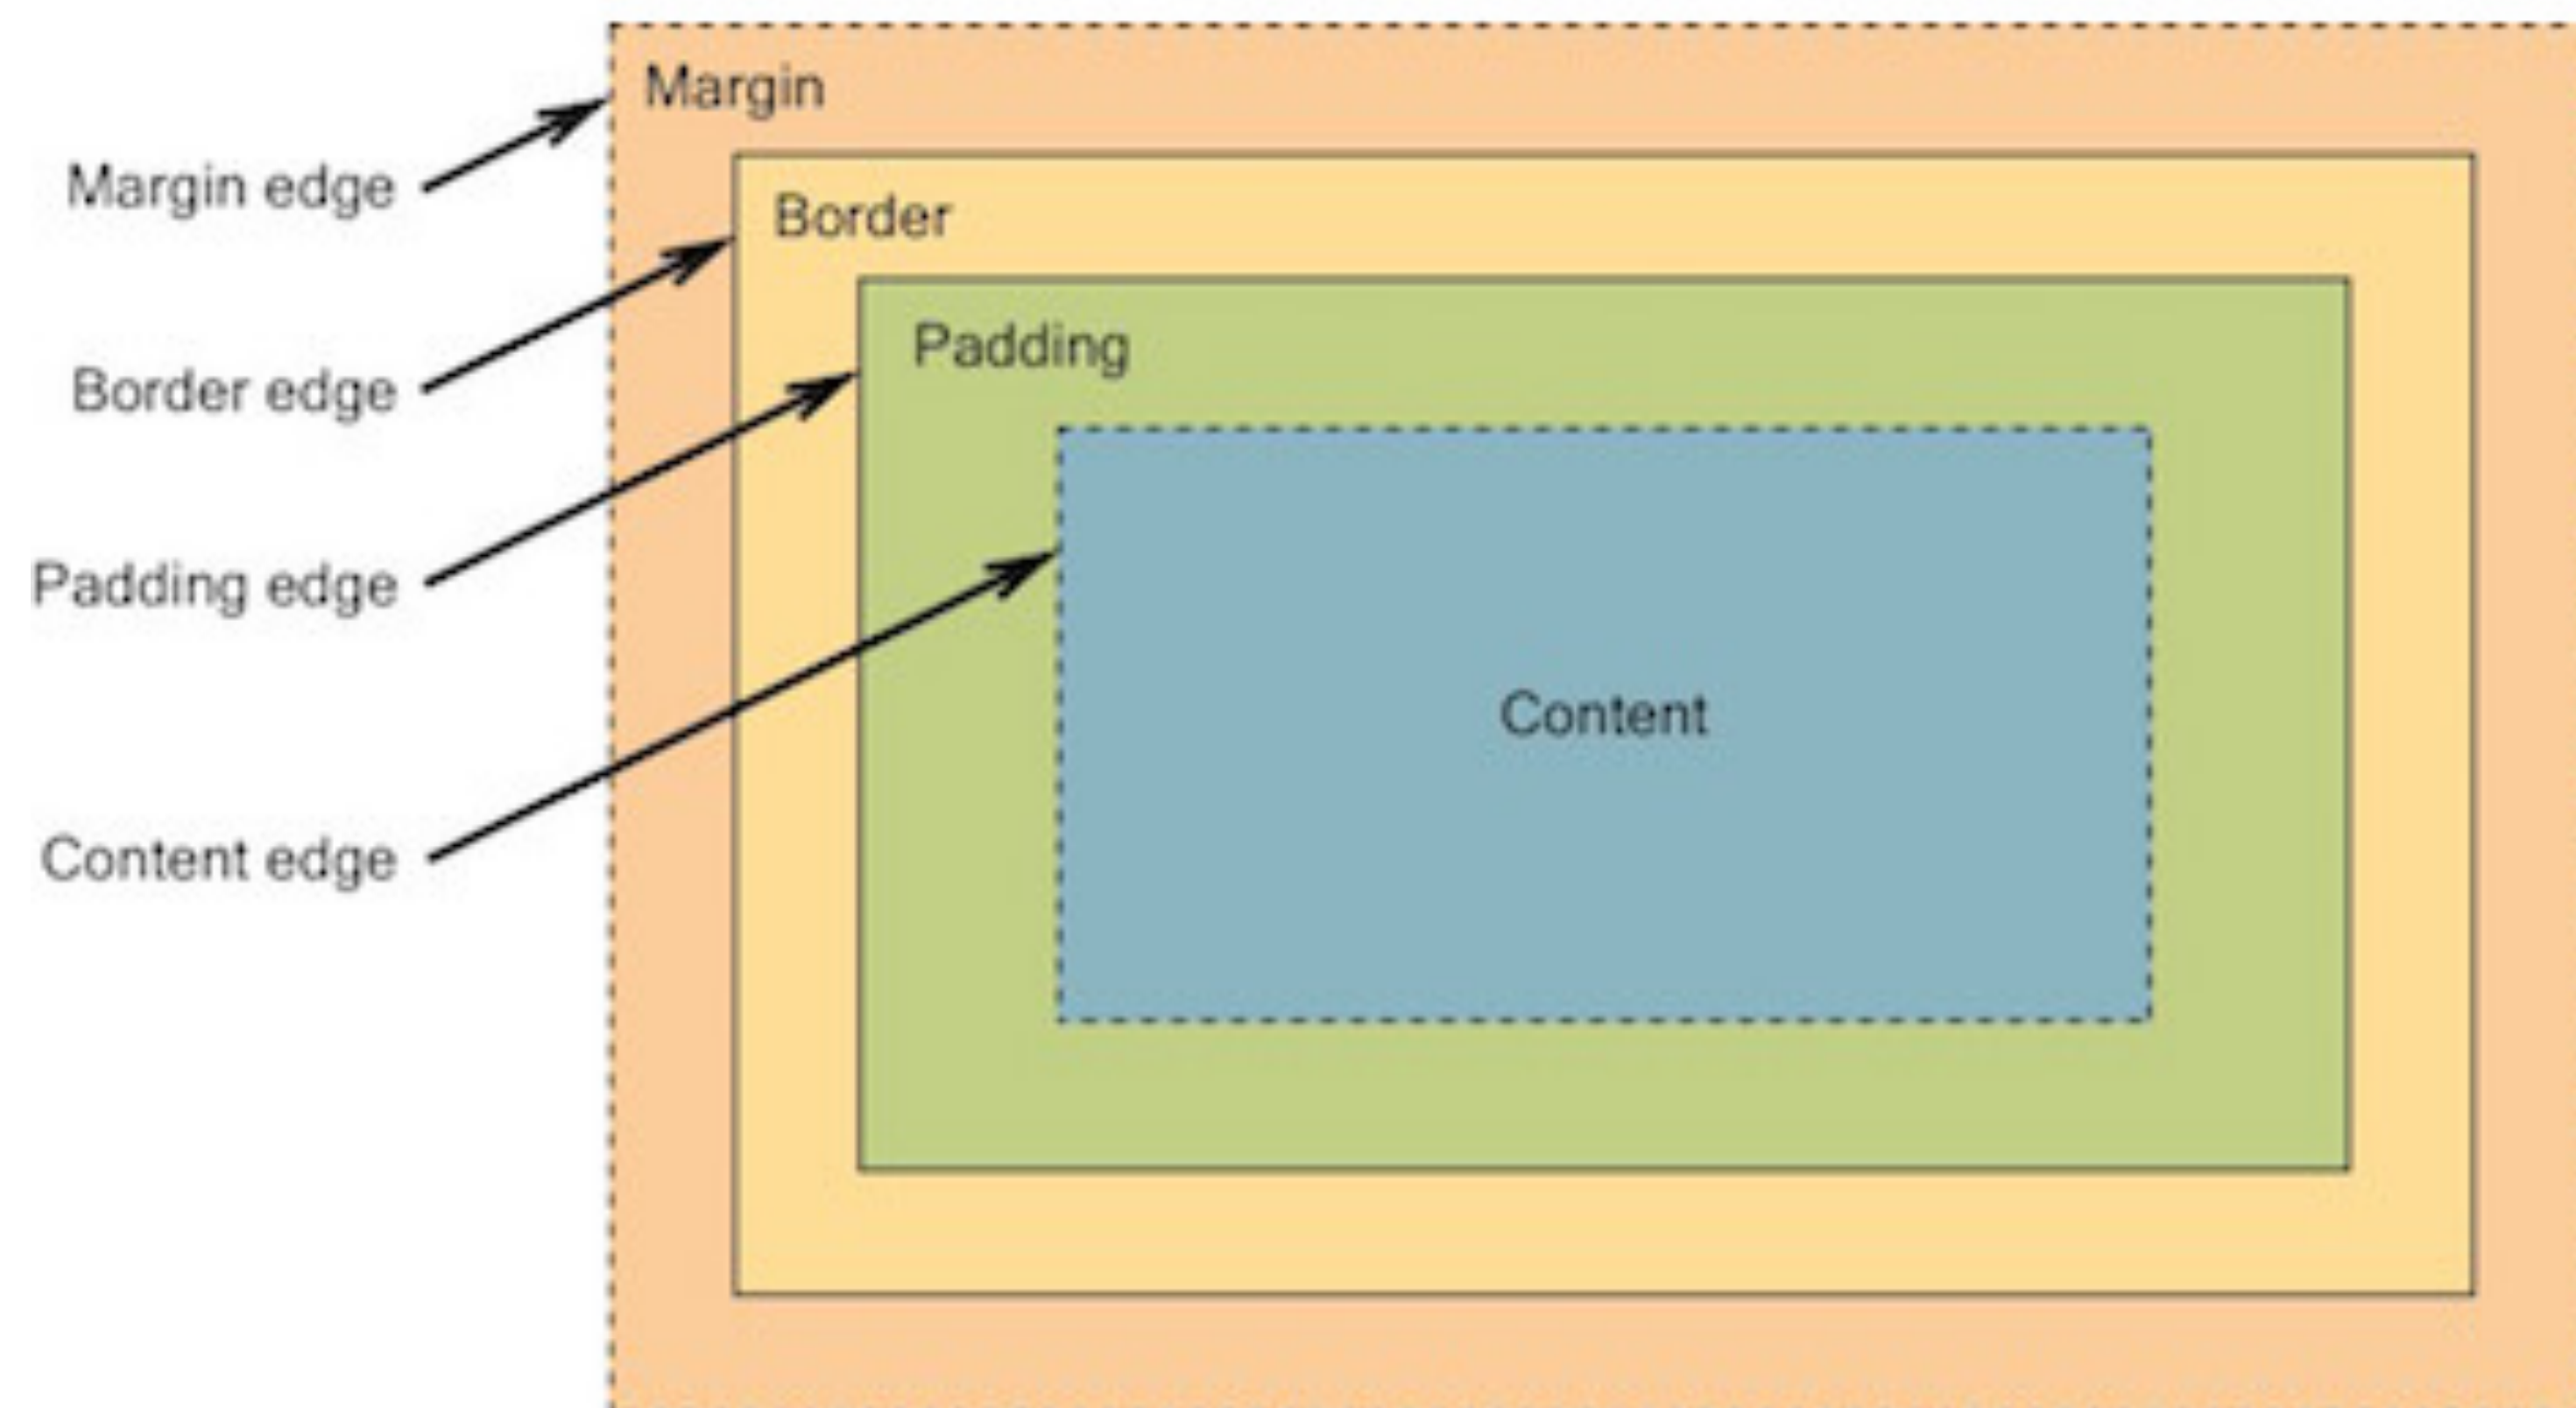 Margin
Margin edge
Border
Border edge
Padding
Padding edge
Content
Content edge